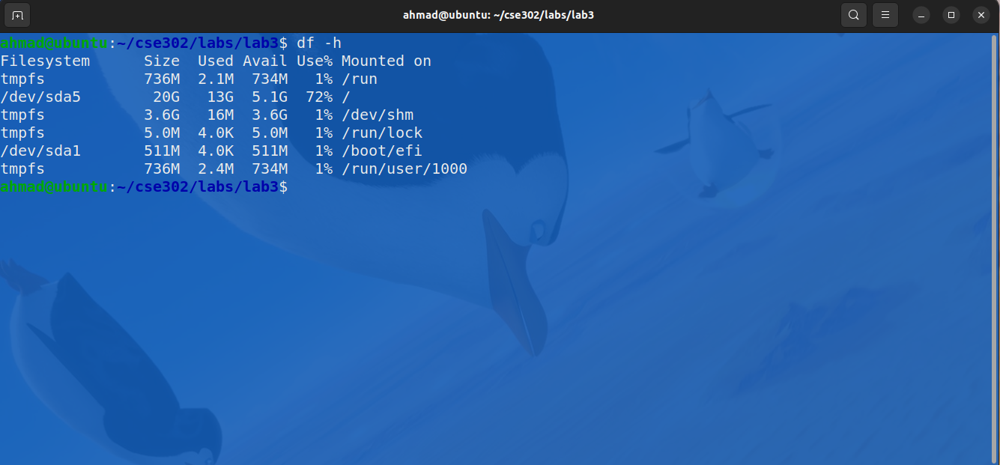 ahmad@ubuntu: ~/cse302/labs/lab3
ahmad@ubuntu:~/cse302/labs/lab3$ df -h
Filesystem      Size  Used Avail Use% Mounted on
tmpfs           736M  2.1M  734M   1% /run
/dev/sda5        20G   13G  5.1G  72% /
tmpfs           3.6G   16M  3.6G   1% /dev/shm
tmpfs           5.0M  4.0K  5.0M   1% /run/lock
/dev/sda1       511M  4.0K  511M   1% /boot/efi
tmpfs           736M  2.4M  734M   1% /run/user/1000
ahmad@ubuntu:~/cse302/labs/lab3$